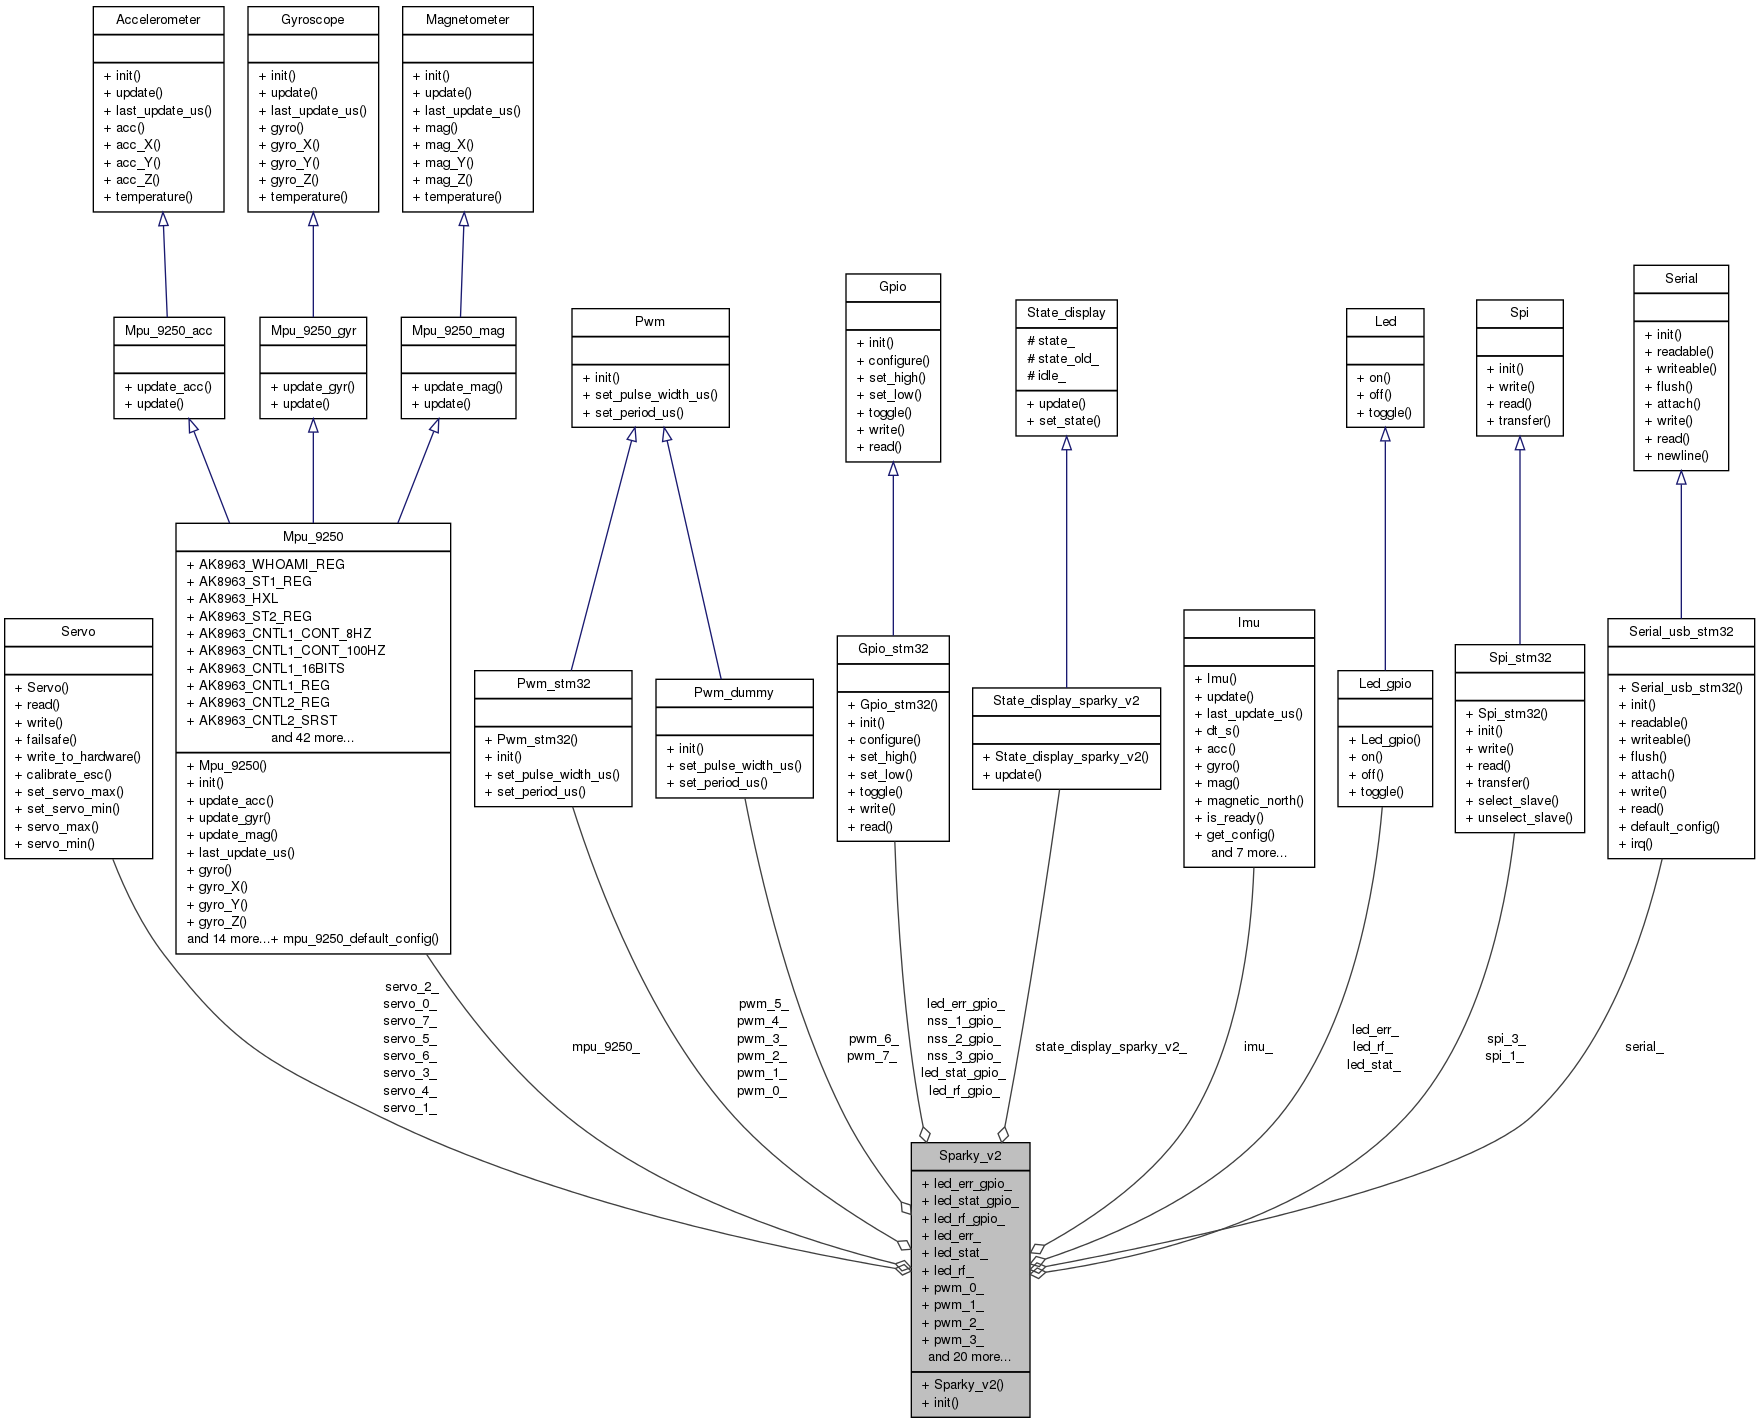 Accelerometer
+ init()
+ update()
+ last_update_us()
+ acc()
+ acc_X()
+ acc_Y()
+ acc_Z()
+ temperature()
Gyroscope
+ init()
+ update()
+ last_update_us()
+ gyro()
+ gyro_X()
+ gyro_Y()
+ gyro_Z()
+ temperature()
Magnetometer
+ init()
+ update()
+ last_update_us()
+ mag()
+ mag_X()
+ mag_Y()
+ mag_Z()
+ temperature()
Mpu_9250_acc
+ update_acc()
+ update()
Mpu_9250_gyr
+ update_gyr()
+ update()
Mpu_9250_mag
+ update_mag()
+ update()
Pwm
+ init()
+ set_pulse_width_us()
+ set_period_us()
Gpio
+ init()
+ configure()
+ set_high()
+ set_low()
+ toggle()
+ write()
+ read()
State_display
# state_
# state_old_
# idle_
+ update()
+ set_state()
Led
+ on()
+ off()
+ toggle()
Spi
+ init()
+ write()
+ read()
+ transfer()
Serial
+ init()
+ readable()
+ writeable()
+ flush()
+ attach()
+ write()
+ read()
+ newline()
Servo
+ Servo()
+ read()
+ write()
+ failsafe()
+ write_to_hardware()
+ calibrate_esc()
+ set_servo_max()
+ set_servo_min()
+ servo_max()
+ servo_min()
Mpu_9250
+ AK8963_WHOAMI_REG
+ AK8963_ST1_REG
+ AK8963_HXL
+ AK8963_ST2_REG
+ AK8963_CNTL1_CONT_8HZ
+ AK8963_CNTL1_CONT_100HZ
+ AK8963_CNTL1_16BITS
+ AK8963_CNTL1_REG
+ AK8963_CNTL2_REG
+ AK8963_CNTL2_SRST
and 42 more...
+ Mpu_9250()
+ init()
+ update_acc()
+ update_gyr()
+ update_mag()
+ last_update_us()
+ gyro()
+ gyro_X()
+ gyro_Y()
+ gyro_Z()
and 14 more...+ mpu_9250_default_config()
Pwm_stm32
+ Pwm_stm32()
+ init()
+ set_pulse_width_us()
+ set_period_us()
Pwm_dummy
+ init()
+ set_pulse_width_us()
+ set_period_us()
Gpio_stm32
+ Gpio_stm32()
+ init()
+ configure()
+ set_high()
+ set_low()
+ toggle()
+ write()
+ read()
State_display_sparky_v2
+ State_display_sparky_v2()
+ update()
Imu
+ Imu()
+ update()
+ last_update_us()
+ dt_s()
+ acc()
+ gyro()
+ mag()
+ magnetic_north()
+ is_ready()
+ get_config()
and 7 more...
Led_gpio
+ Led_gpio()
+ on()
+ off()
+ toggle()
Spi_stm32
+ Spi_stm32()
+ init()
+ write()
+ read()
+ transfer()
+ select_slave()
+ unselect_slave()
Serial_usb_stm32
+ Serial_usb_stm32()
+ init()
+ readable()
+ writeable()
+ flush()
+ attach()
+ write()
+ read()
+ default_config()
+ irq()
servo_2_
servo_0_
servo_7_
servo_5_
servo_6_
servo_3_
servo_4_
servo_1_
mpu_9250_
pwm_5_
pwm_4_
pwm_3_
pwm_2_
pwm_1_
pwm_0_
pwm_6_
pwm_7_
led_err_gpio_
nss_1_gpio_
nss_2_gpio_
nss_3_gpio_
led_stat_gpio_
led_rf_gpio_
state_display_sparky_v2_
imu_
led_err_
led_rf_
led_stat_
spi_3_
spi_1_
serial_
Sparky_v2
+ led_err_gpio_
+ led_stat_gpio_
+ led_rf_gpio_
+ led_err_
+ led_stat_
+ led_rf_
+ pwm_0_
+ pwm_1_
+ pwm_2_
+ pwm_3_
and 20 more...
+ Sparky_v2()
+ init()